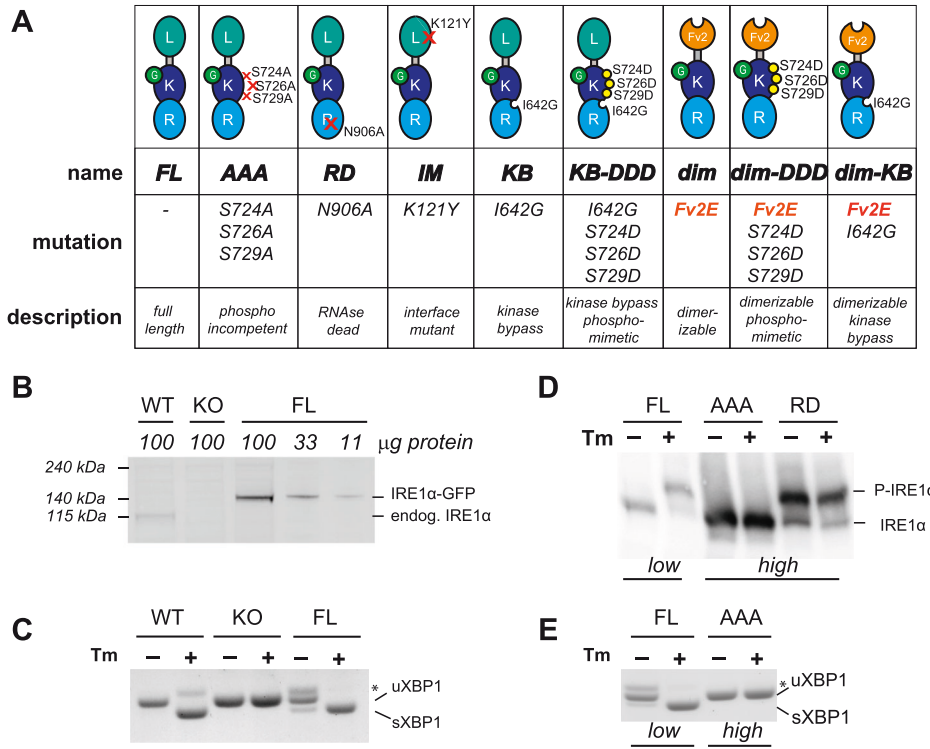 A
L G K R
L G K R S724A S726A S729A
L G K R N906A
L G K R K121Y
L G K R I642G
L G K R S724D S726D S729D I642G
Fv2 G K R
Fv2 G K R S724D S726D S729D
Fv2 G K R I642G
name FL AAA RD IM KB KB-DDD dim dim-DDD dim-KB
mutation - S724A N906A K121Y I642G I642G Fv2E Fv2E Fv2E
S726A S724D S724D I642G
S729A S726D S726D
S729D S729D
description full length phospho incompetent RNAse dead interface mutant kinase bypass kinase bypass phospho-mimetic dimer-izable dimerizable phospho-mimetic dimerizable kinase bypass
B
WT KO FL
100 100 100 33 11 µg protein
240 kDa
140 kDa IRE1α-GFP
115 kDa endog. IRE1α
C
WT KO FL
Tm − + − + − +
*
uXBP1
sXBP1
D
FL AAA RD
Tm − + − + − +
P-IRE1α
IRE1α
low high
E
FL AAA
Tm − + − +
*
uXBP1
sXBP1
low high